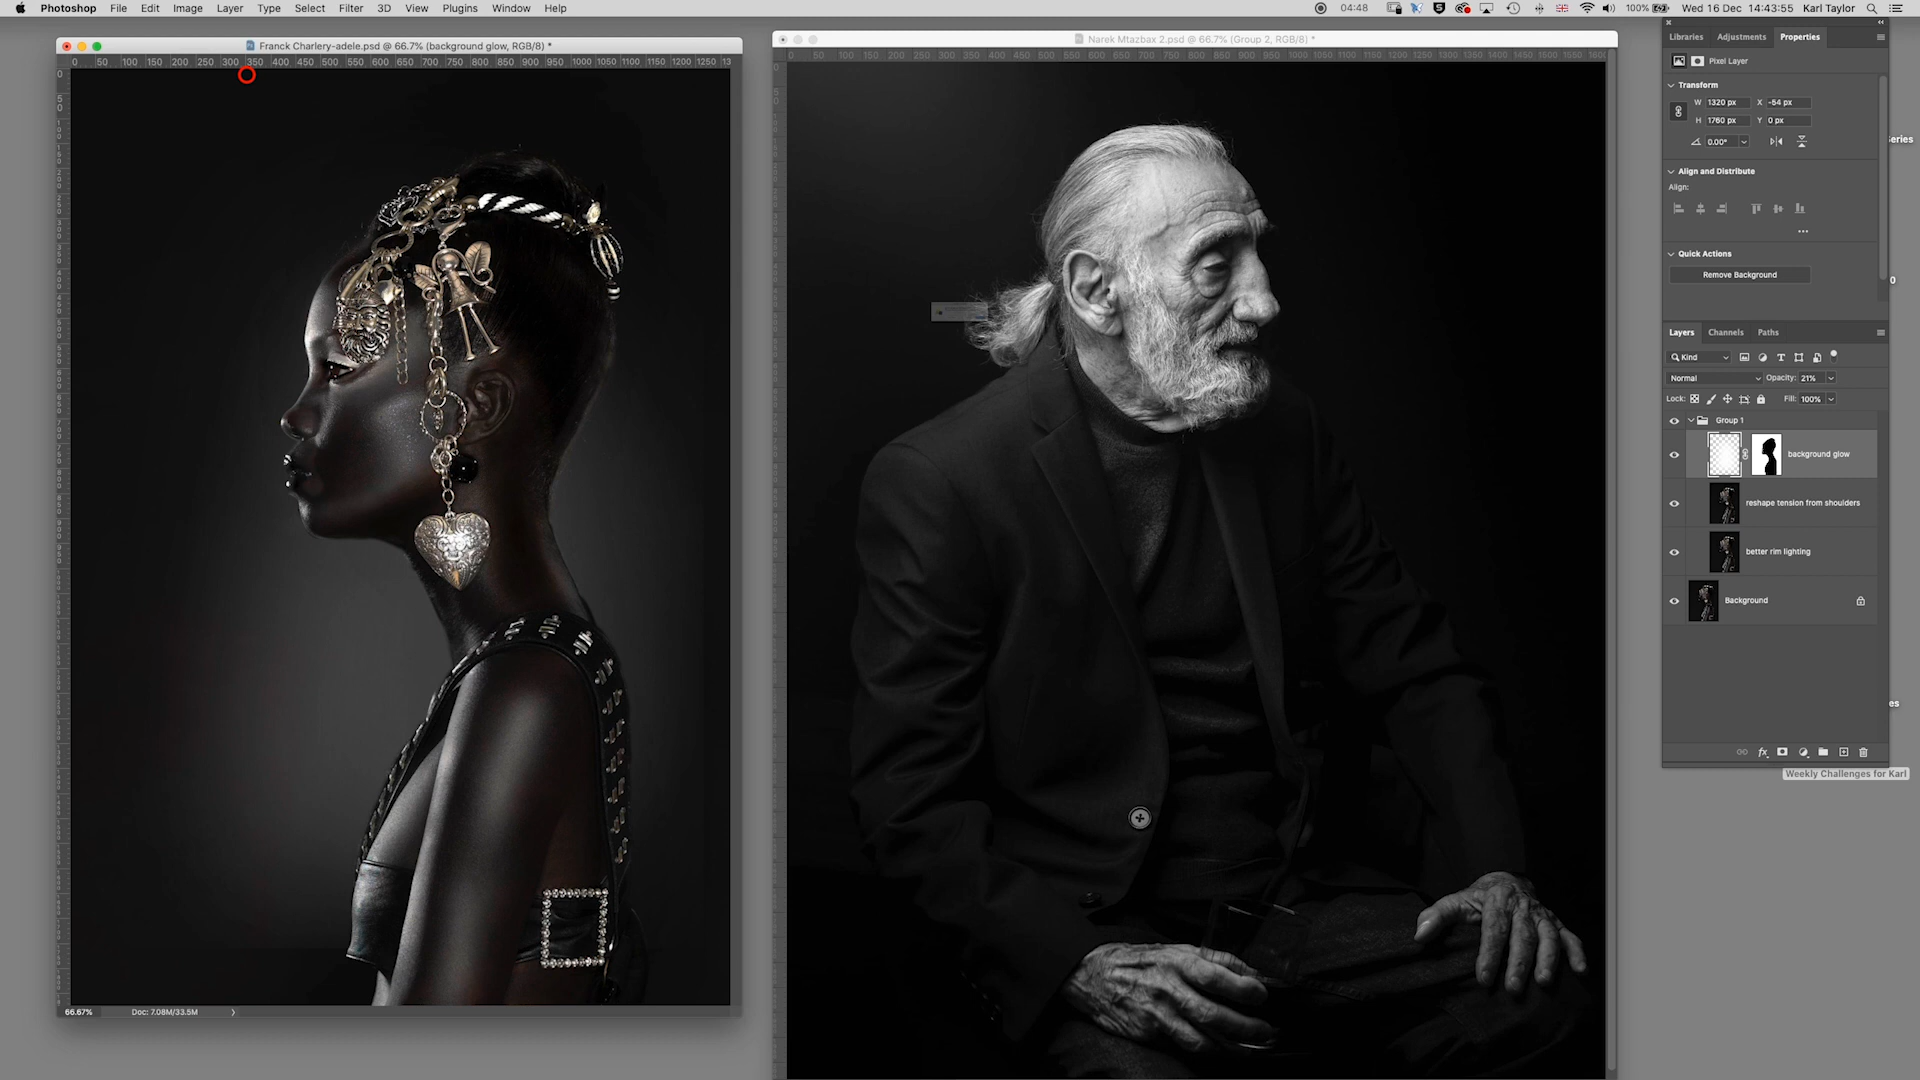 Photoshop File Edit Image Layer Type Select Filter 3D View Plugins Window Help
04:48 100% Wed 16 Dec 14:43:55 Karl Taylor
Franck Charlery-adele.psd @ 66.7% (background glow, RGB/8) *
0 50 100 150 200 250 300 350 400 450 500 550 600 650 700 750 800 850 900 950 1000 1050 1100 1150 1200 1250 13
66.67% Doc: 7.08M/33.5M
Narek Mtazbax 2.psd @ 66.7% (Group 2, RGB/8) *
Libraries Adjustments Properties
Pixel Layer
Transform
W 1320 px X -54 px
H 1760 px Y 0 px
0.00°
Align and Distribute
Align:
Quick Actions
Remove Background
Layers Channels Paths
Kind
Normal Opacity: 21%
Lock: Fill: 100%
Group 1
background glow
reshape tension from shoulders
better rim lighting
Background
Weekly Challenges for Karl
eries
0
es